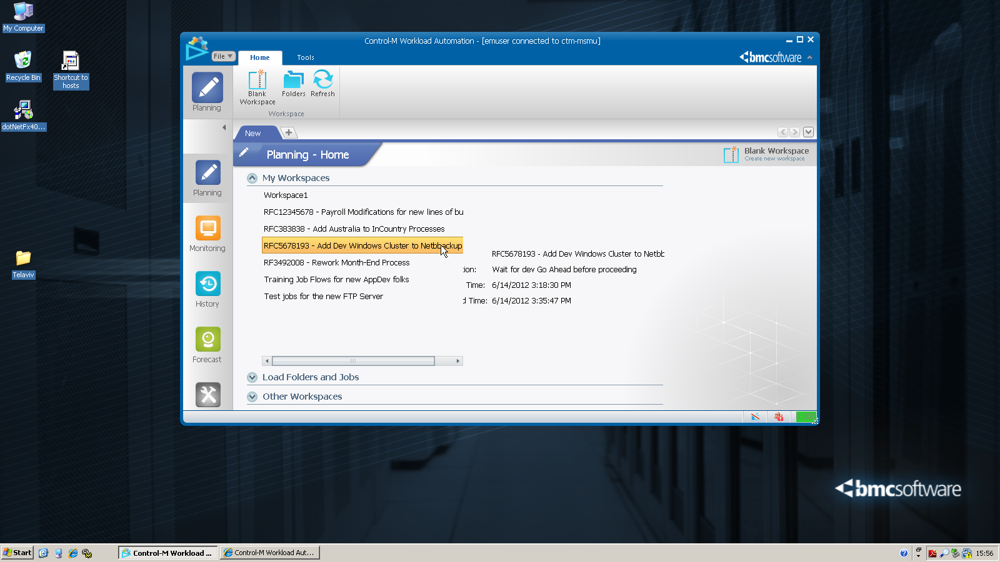 My Computer
Recycle Bin
Shortcut to
hosts
dotNetFx40...
Telaviv
Control-M Workload Automation - [emuser connected to ctm-msmu]
File
Home
Tools
bmcsoftware
Planning
Blank
Workspace
Folders
Refresh
Workspace
New
Planning - Home
Blank Workspace
Create new workspace
Planning
Monitoring
History
Forecast
My Workspaces
Workspace1
RFC12345678 - Payroll Modifications for new lines of bu
RFC383838 - Add Australia to InCountry Processes
RFC5678193 - Add Dev Windows Cluster to Netbbackup
RF3492008 - Rework Month-End Process
Training Job Flows for new AppDev folks
Test jobs for the new FTP Server
RFC5678193 - Add Dev Windows Cluster to Netbb
ion: Wait for dev Go Ahead before proceeding
Time: 6/14/2012 3:18:30 PM
d Time: 6/14/2012 3:35:47 PM
Load Folders and Jobs
Other Workspaces
bmcsoftware
Start
Control-M Workload ...
Control-M Workload Aut...
15:56